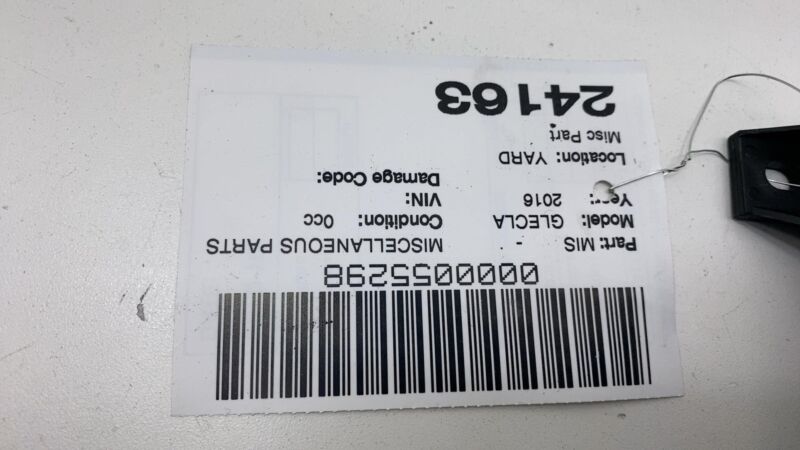 0000055298
Part: MIS - MISCELLANEOUS PARTS
Model: GLECLA Condition: 0cc
Year: 2016 VIN:
Damage Code:
Location: YARD
Misc Part
24163